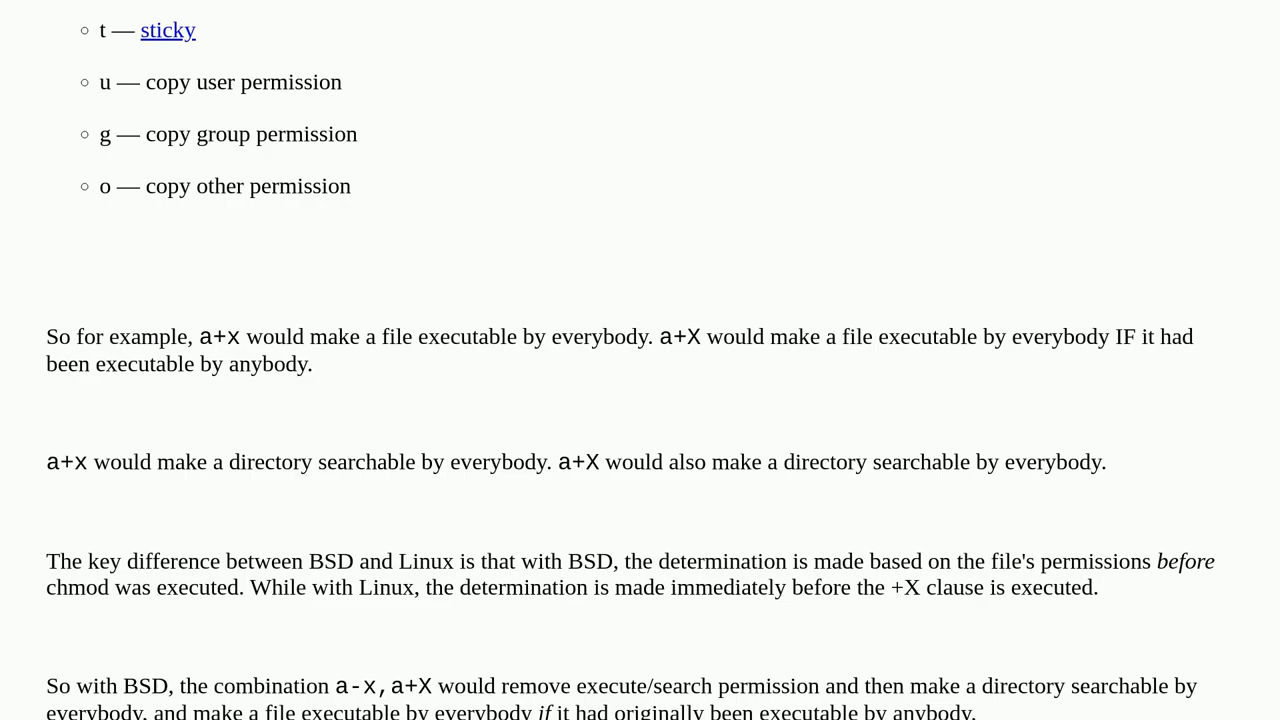 t — sticky
u — copy user permission
g — copy group permission
o — copy other permission
So for example, a+x would make a file executable by everybody. a+X would make a file executable by everybody IF it had
been executable by anybody.
a+x would make a directory searchable by everybody. a+X would also make a directory searchable by everybody.
The key difference between BSD and Linux is that with BSD, the determination is made based on the file's permissions before
chmod was executed. While with Linux, the determination is made immediately before the +X clause is executed.
So with BSD, the combination a-x,a+X would remove execute/search permission and then make a directory searchable by
everybody, and make a file executable by everybody if it had originally been executable by anybody.